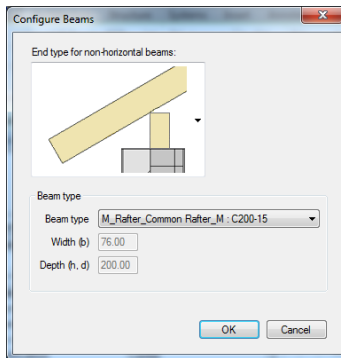 Configure Beams
End type for non-horizontal beams:
Beam type
Beam type M_Rafter_Common Rafter_M : C200-15
Width (b) 76.00
Depth (h, d) 200.00
OK Cancel